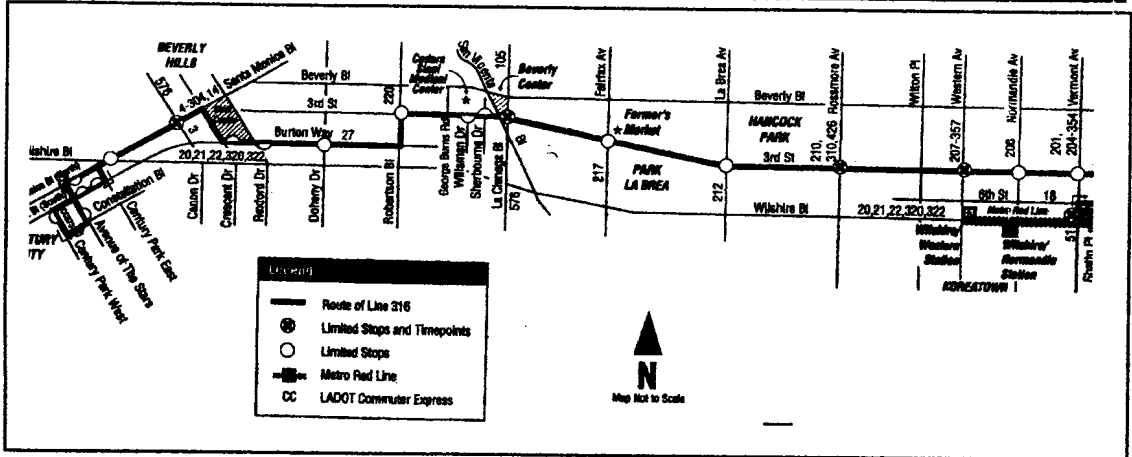 BEVERLY
HILLS
576
4-304,14
Santa Monica Bl
3
Beverly Bl
3rd St
220
Burton Way
27
20,21,22,320,322
Constellation Bl
Canon Dr
Crescent Dr
Rexford Dr
Doheny Dr
Robertson Bl
Century Park East
Avenue of The Stars
Century Park West
Cedars
Sinai
Medical
Center
San Vicente
Bl
105
Beverly
Center
George Burns Rd
Willaman Dr
Sherbourne Dr
La Cienega Bl
576
Fairfax Av
217
Farmer's
Market
PARK
LA BREA
La Brea Av
212
Beverly Bl
HANCOCK
PARK
3rd St
Rossmore Av
210,
310,426
Wilton Pl
Western Av
207-357
Normandie Av
206
Vermont Av
201,
204-354
6th St
18
Wilshire Bl
20,21,22,320,322
Metro Red Line
Wilshire/
Western
Station
Wilshire/
Normandie
Station
KOREATOWN
Legend
Route of Line 316
Limited Stops and Timepoints
Limited Stops
Metro Red Line
CC
LADOT Commuter Express
N
Map Not to Scale